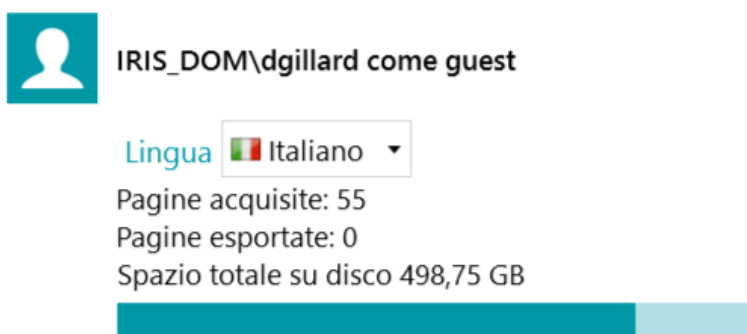 IRIS_DOM\dgillard come guest
Lingua Italiano
Pagine acquisite: 55
Pagine esportate: 0
Spazio totale su disco 498,75 GB